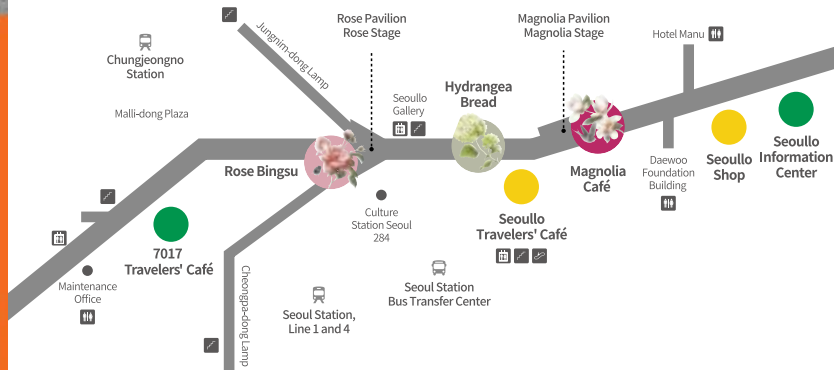 Rose Pavilion
Rose Stage
Magnolia Pavilion
Magnolia Stage
Hotel Manu
Jungnim-dong Lamp
Chungjeongno
Station
Malli-dong Plaza
Seoullo
Gallery
Hydrangea
Bread
Rose Bingsu
Magnolia
Café
Daewoo
Foundation
Building
Seoullo
Shop
Seoullo
Information
Center
Culture
Station Seoul
284
Seoullo
Travelers' Café
7017
Travelers' Café
Maintenance
Office
Cheongpa-dong Lamp
Seoul Station,
Line 1 and 4
Seoul Station
Bus Transfer Center